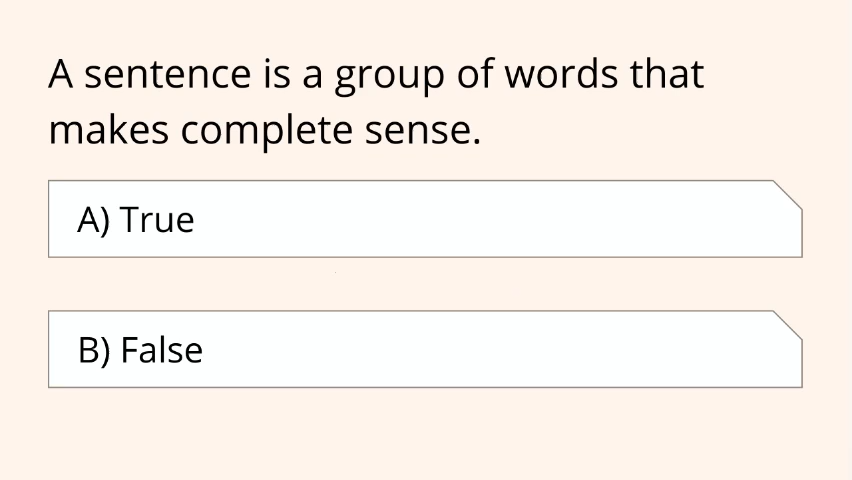 A sentence is a group of words that
makes complete sense.
A) True
B) False